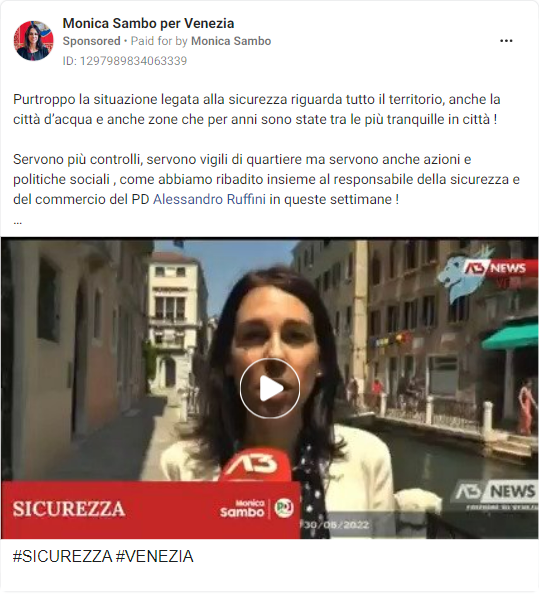 Monica Sambo per Venezia
Sponsored • Paid for by Monica Sambo
ID: 1297989834063339
Purtroppo la situazione legata alla sicurezza riguarda tutto il territorio, anche la
città d’acqua e anche zone che per anni sono state tra le più tranquille in città !
Servono più controlli, servono vigili di quartiere ma servono anche azioni e
politiche sociali , come abbiamo ribadito insieme al responsabile della sicurezza e
del commercio del PD Alessandro Ruffini in queste settimane !
...
A3 NEWS
A3
SICUREZZA
Monica
Sambo
PD
30/06/2022
A3 NEWS
EDIZIONE DI VENEZIA
#SICUREZZA #VENEZIA